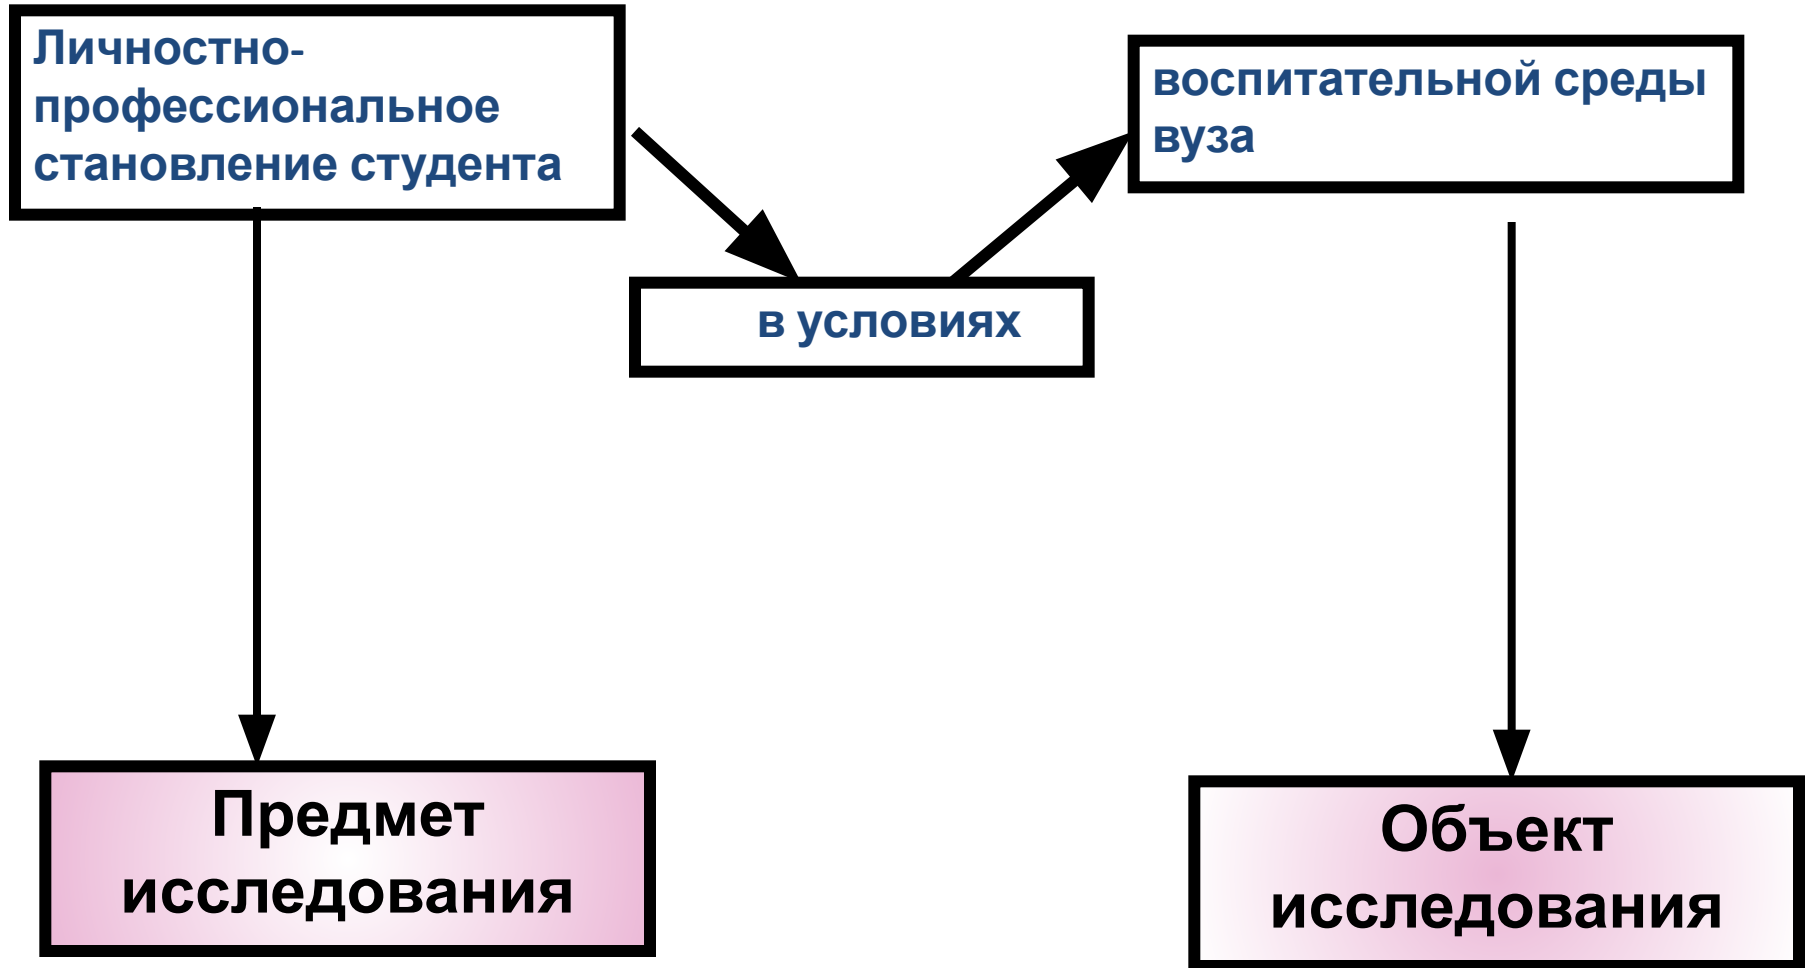 Личностно-
профессиональное
становление студента
воспитательной среды
вуза
в условиях
Предмет
исследования
Объект
исследования